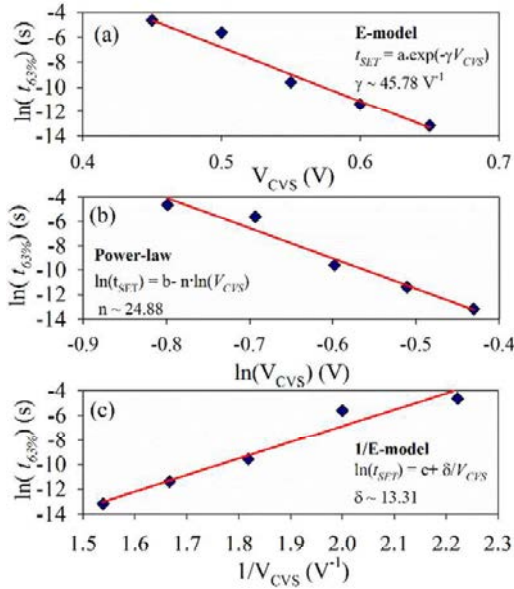 -4
-6
-8
-10
-12
-14
(a)
E-model
t_SET = a.exp(-γV_CVS)
γ ~ 45.78 V⁻¹
ln( t_63%) (s)
0.4 0.5 0.6 0.7
V_CVS (V)
-4
-6
-8
-10
-12
-14
(b)
Power-law
ln(t_SET) = b- n·ln(V_CVS)
n ~ 24.88
ln( t_63%) (s)
-0.9 -0.8 -0.7 -0.6 -0.5 -0.4
ln(V_CVS) (V)
-4
-6
-8
-10
-12
-14
(c)
1/E-model
ln(t_SET) = c+ δ/V_CVS
δ ~ 13.31
ln( t_63%) (s)
1.5 1.6 1.7 1.8 1.9 2.0 2.1 2.2 2.3
1/V_CVS (V⁻¹)